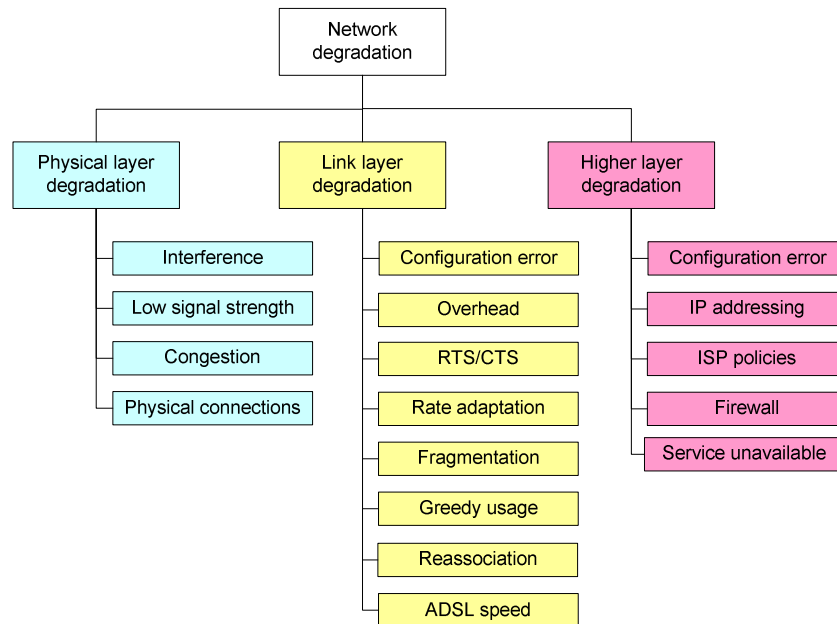 Network
degradation
Physical layer
degradation
Link layer
degradation
Higher layer
degradation
Interference
Low signal strength
Congestion
Physical connections
Configuration error
Overhead
RTS/CTS
Rate adaptation
Fragmentation
Greedy usage
Reassociation
ADSL speed
Configuration error
IP addressing
ISP policies
Firewall
Service unavailable